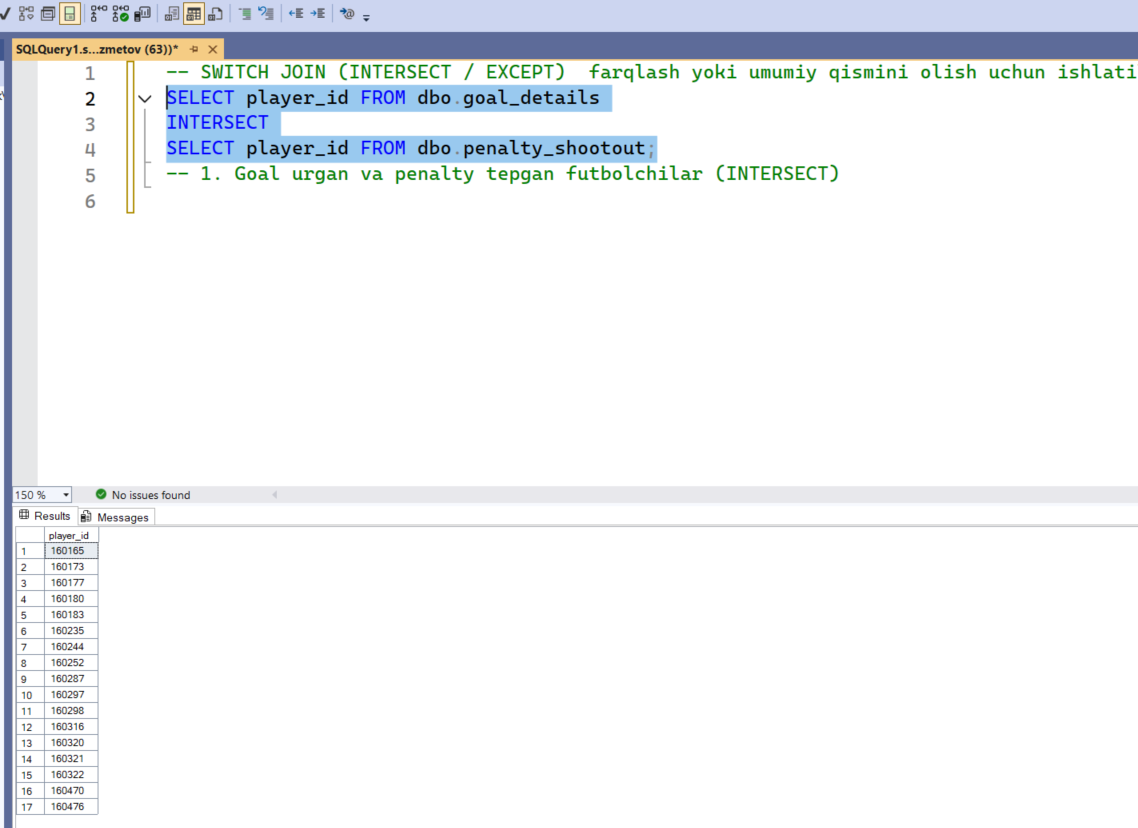 SQLQuery1.s...zmetov (63))*
1 -- SWITCH JOIN (INTERSECT / EXCEPT)  farqlash yoki umumiy qismini olish uchun ishlati
2 SELECT player_id FROM dbo.goal_details
3 INTERSECT
4 SELECT player_id FROM dbo.penalty_shootout;
5 -- 1. Goal urgan va penalty tepgan futbolchilar (INTERSECT)
6
150 % No issues found
Results Messages
player_id
1 160165
2 160173
3 160177
4 160180
5 160183
6 160235
7 160244
8 160252
9 160287
10 160297
11 160298
12 160316
13 160320
14 160321
15 160322
16 160470
17 160476